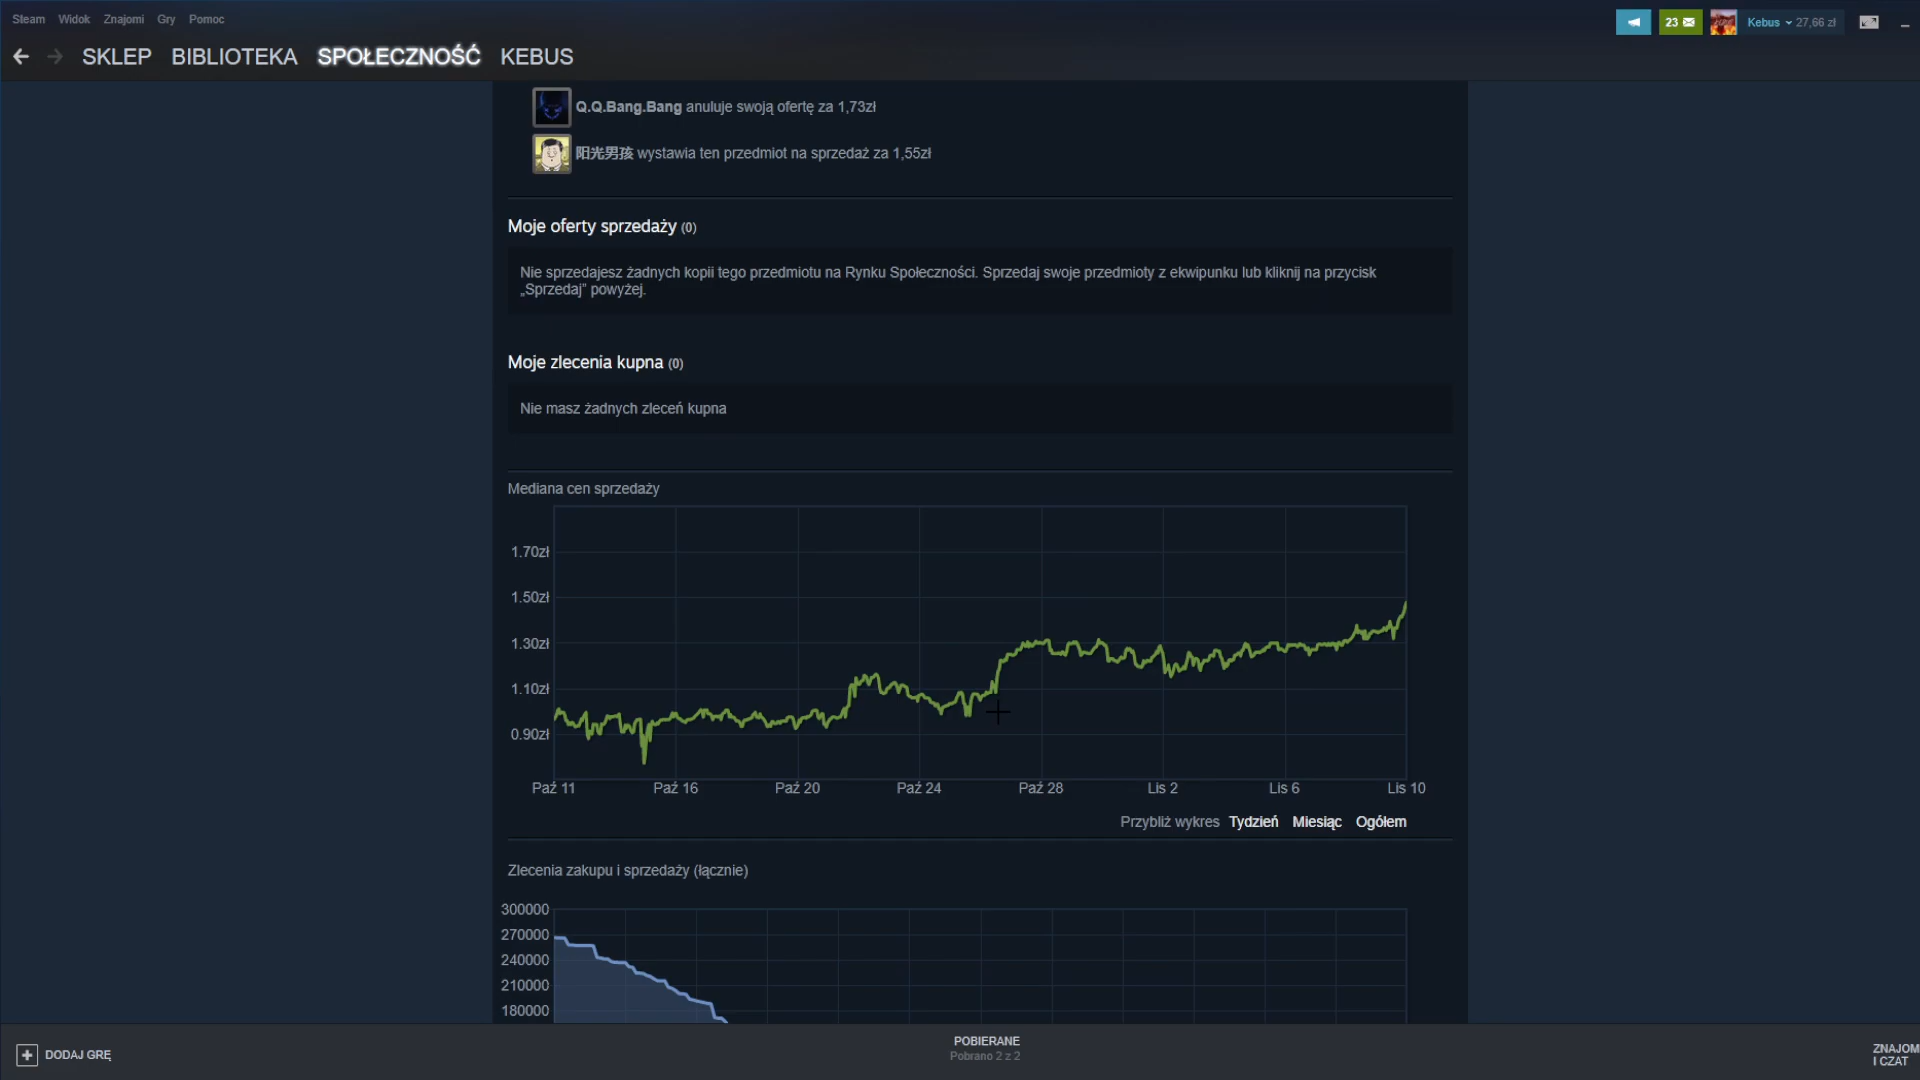 Steam Widok Znajomi Gry Pomoc
23 Kebus 27,66 zł
SKLEP BIBLIOTEKA SPOŁECZNOŚĆ KEBUS
Q.Q.Bang.Bang anuluje swoją ofertę za 1,73zł
阳光男孩 wystawia ten przedmiot na sprzedaż za 1,55zł
Moje oferty sprzedaży (0)
Nie sprzedajesz żadnych kopii tego przedmiotu na Rynku Społeczności. Sprzedaj swoje przedmioty z ekwipunku lub kliknij na przycisk
„Sprzedaj” powyżej.
Moje zlecenia kupna (0)
Nie masz żadnych zleceń kupna
Mediana cen sprzedaży
1.70zł
1.50zł
1.30zł
1.10zł
0.90zł
Paź 11 Paź 16 Paź 20 Paź 24 Paź 28 Lis 2 Lis 6 Lis 10
Przybliż wykres Tydzień Miesiąc Ogółem
Zlecenia zakupu i sprzedaży (łącznie)
300000
270000
240000
210000
180000
DODAJ GRĘ
POBIERANE
Pobrano 2 z 2
ZNAJOM
I CZAT